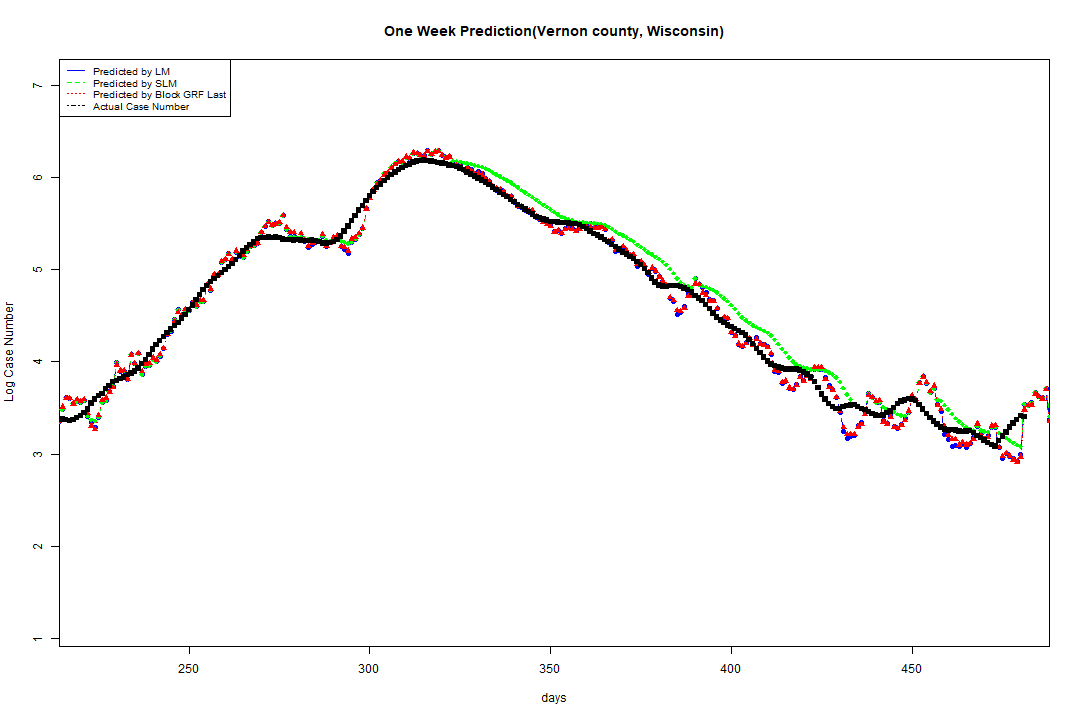 One Week Prediction(Vernon county, Wisconsin)
Predicted by LM
Predicted by SLM
Predicted by Block GRF Last
Actual Case Number
7
6
5
4
3
2
1
Log Case Number
250 300 350 400 450
days